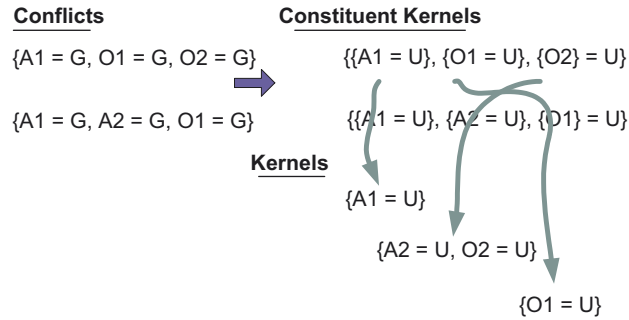 Conflicts
Constituent Kernels
{A1 = G, O1 = G, O2 = G}
{{A1 = U}, {O1 = U}, {O2} = U}
{A1 = G, A2 = G, O1 = G}
{{A1 = U}, {A2 = U}, {O1} = U}
Kernels
{A1 = U}
{A2 = U, O2 = U}
{O1 = U}